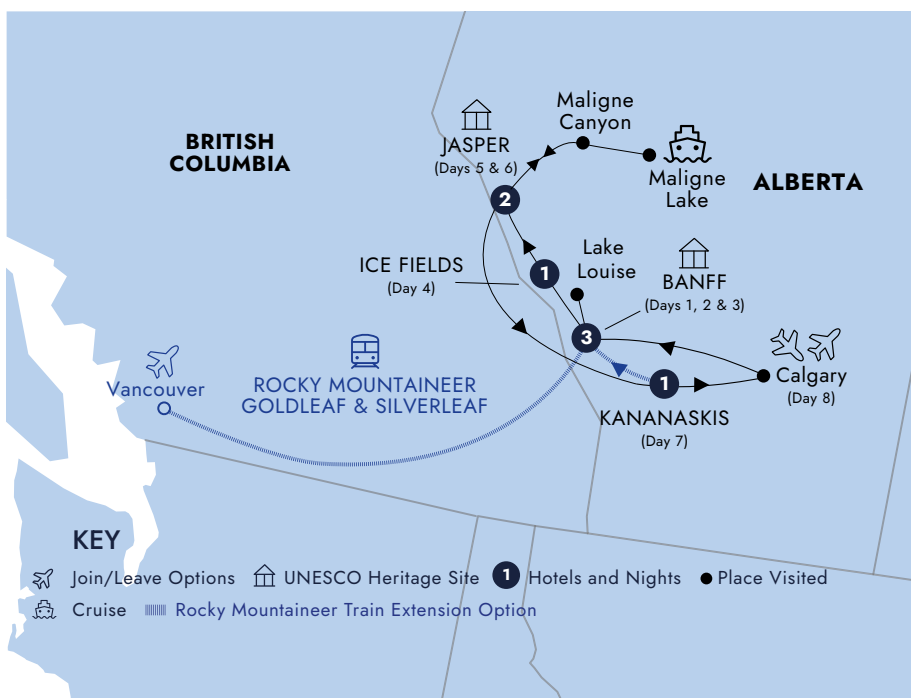 BRITISH
COLUMBIA
JASPER
(Days 5 & 6)
2
Maligne
Canyon
Maligne
Lake
ALBERTA
ICE FIELDS
(Day 4)
1
Lake
Louise
BANFF
(Days 1, 2 & 3)
3
Vancouver
ROCKY MOUNTAINEER
GOLDLEAF & SILVERLEAF
Calgary
(Day 8)
1
KANANASKIS
(Day 7)
KEY
Join/Leave Options UNESCO Heritage Site 1 Hotels and Nights Place Visited
Cruise Rocky Mountaineer Train Extension Option